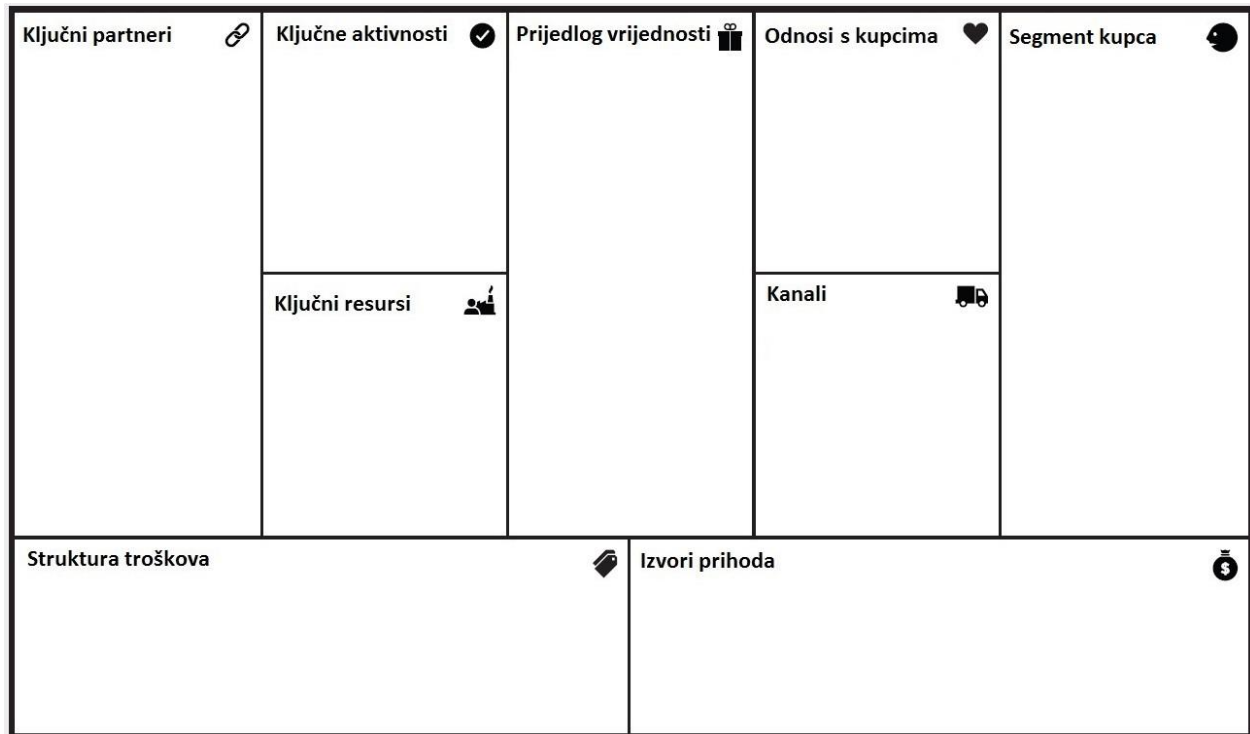 Ključni partneri
Ključne aktivnosti
Prijedlog vrijednosti
Odnosi s kupcima
Segment kupca
Ključni resursi
Kanali
Struktura troškova
Izvori prihoda
$